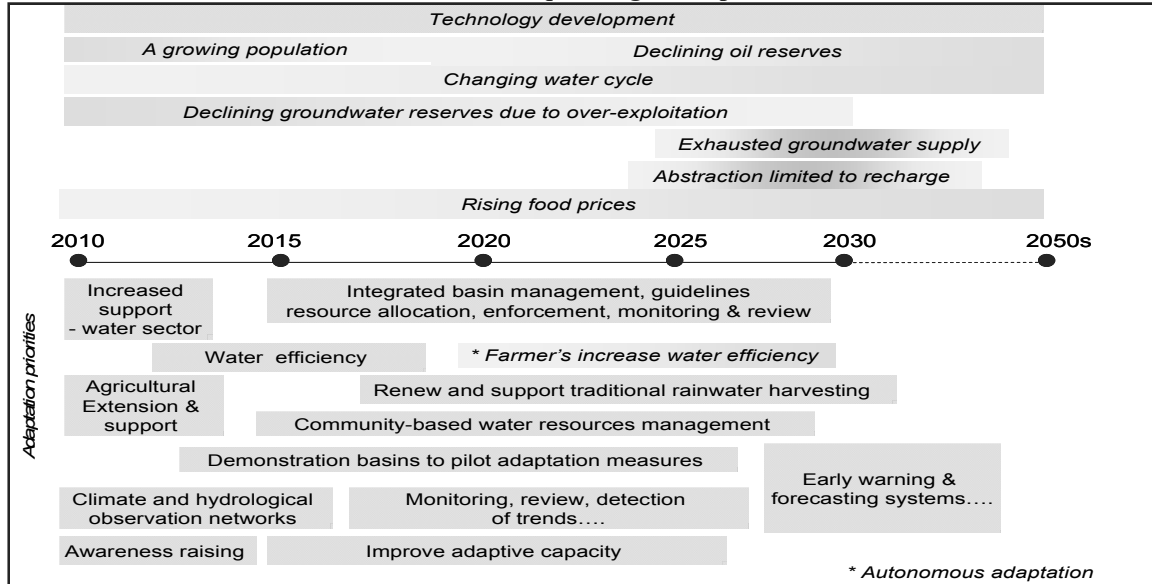 Technology development
A growing population
Declining oil reserves
Changing water cycle
Declining groundwater reserves due to over-exploitation
Exhausted groundwater supply
Abstraction limited to recharge
Rising food prices
2010 2015 2020 2025 2030 2050s
Adaptation priorities
Increased
support
- water sector
Integrated basin management, guidelines
resource allocation, enforcement, monitoring & review
Water efficiency
* Farmer's increase water efficiency
Agricultural
Extension &
support
Renew and support traditional rainwater harvesting
Community-based water resources management
Demonstration basins to pilot adaptation measures
Early warning &
forecasting systems....
Climate and hydrological
observation networks
Monitoring, review, detection
of trends....
Awareness raising
Improve adaptive capacity
* Autonomous adaptation